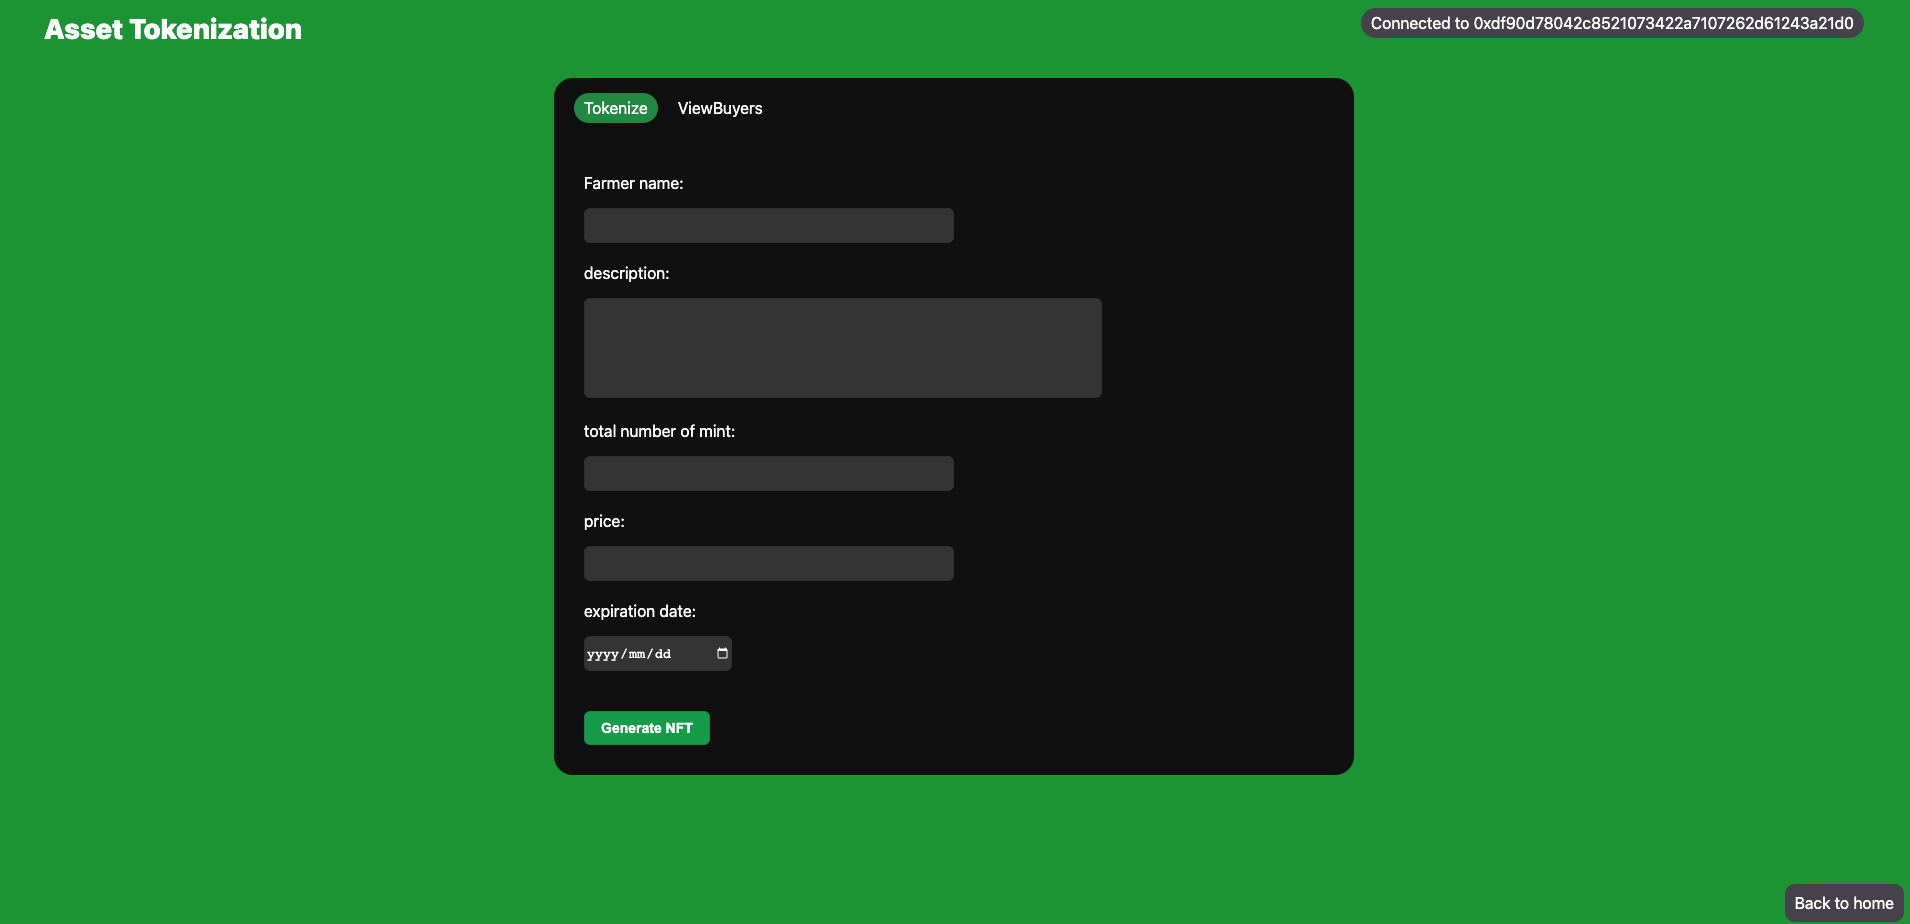 Asset Tokenization
Connected to 0xdf90d78042c8521073422a7107262d61243a21d0
Tokenize
ViewBuyers
Farmer name:
description:
total number of mint:
price:
expiration date:
yyyy/mm/dd
Generate NFT
Back to home